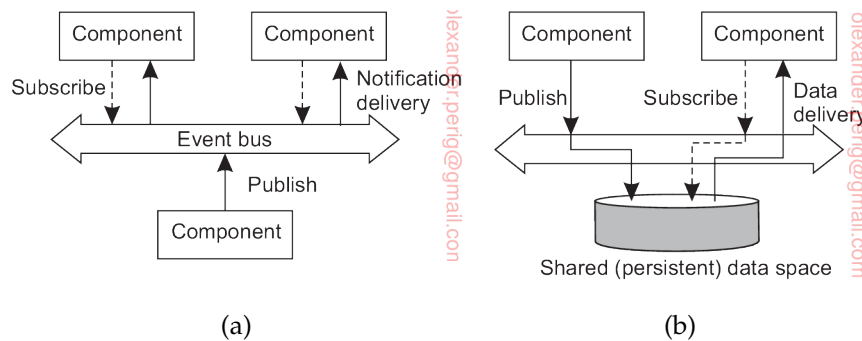 Component
Component
Subscribe
Notification
delivery
Event bus
Publish
Component
(a)
olexander.perig@gmail.con
Component
Component
Publish
Subscribe
Data
delivery
Shared (persistent) data space
(b)
olexander.perig@gmail.com